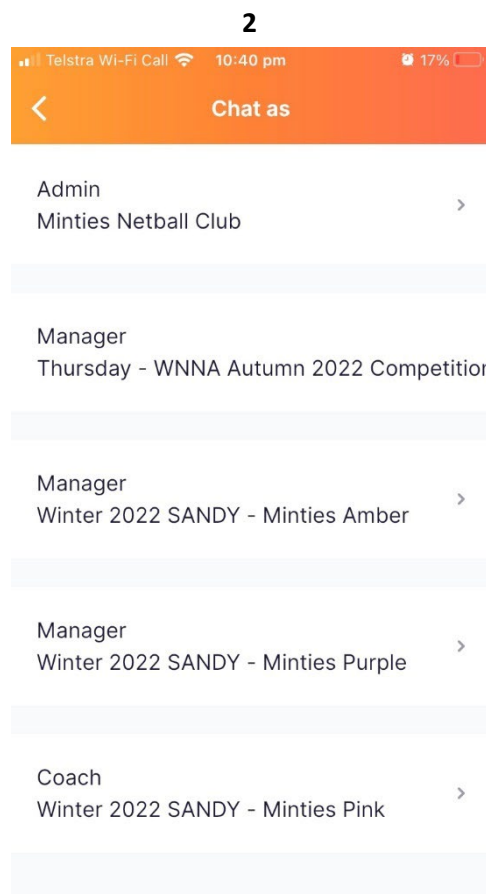 2
Telstra Wi-Fi Call 10:40 pm 17%
Chat as
Admin
Minties Netball Club
Manager
Thursday - WNNA Autumn 2022 Competition
Manager
Winter 2022 SANDY - Minties Amber
Manager
Winter 2022 SANDY - Minties Purple
Coach
Winter 2022 SANDY - Minties Pink